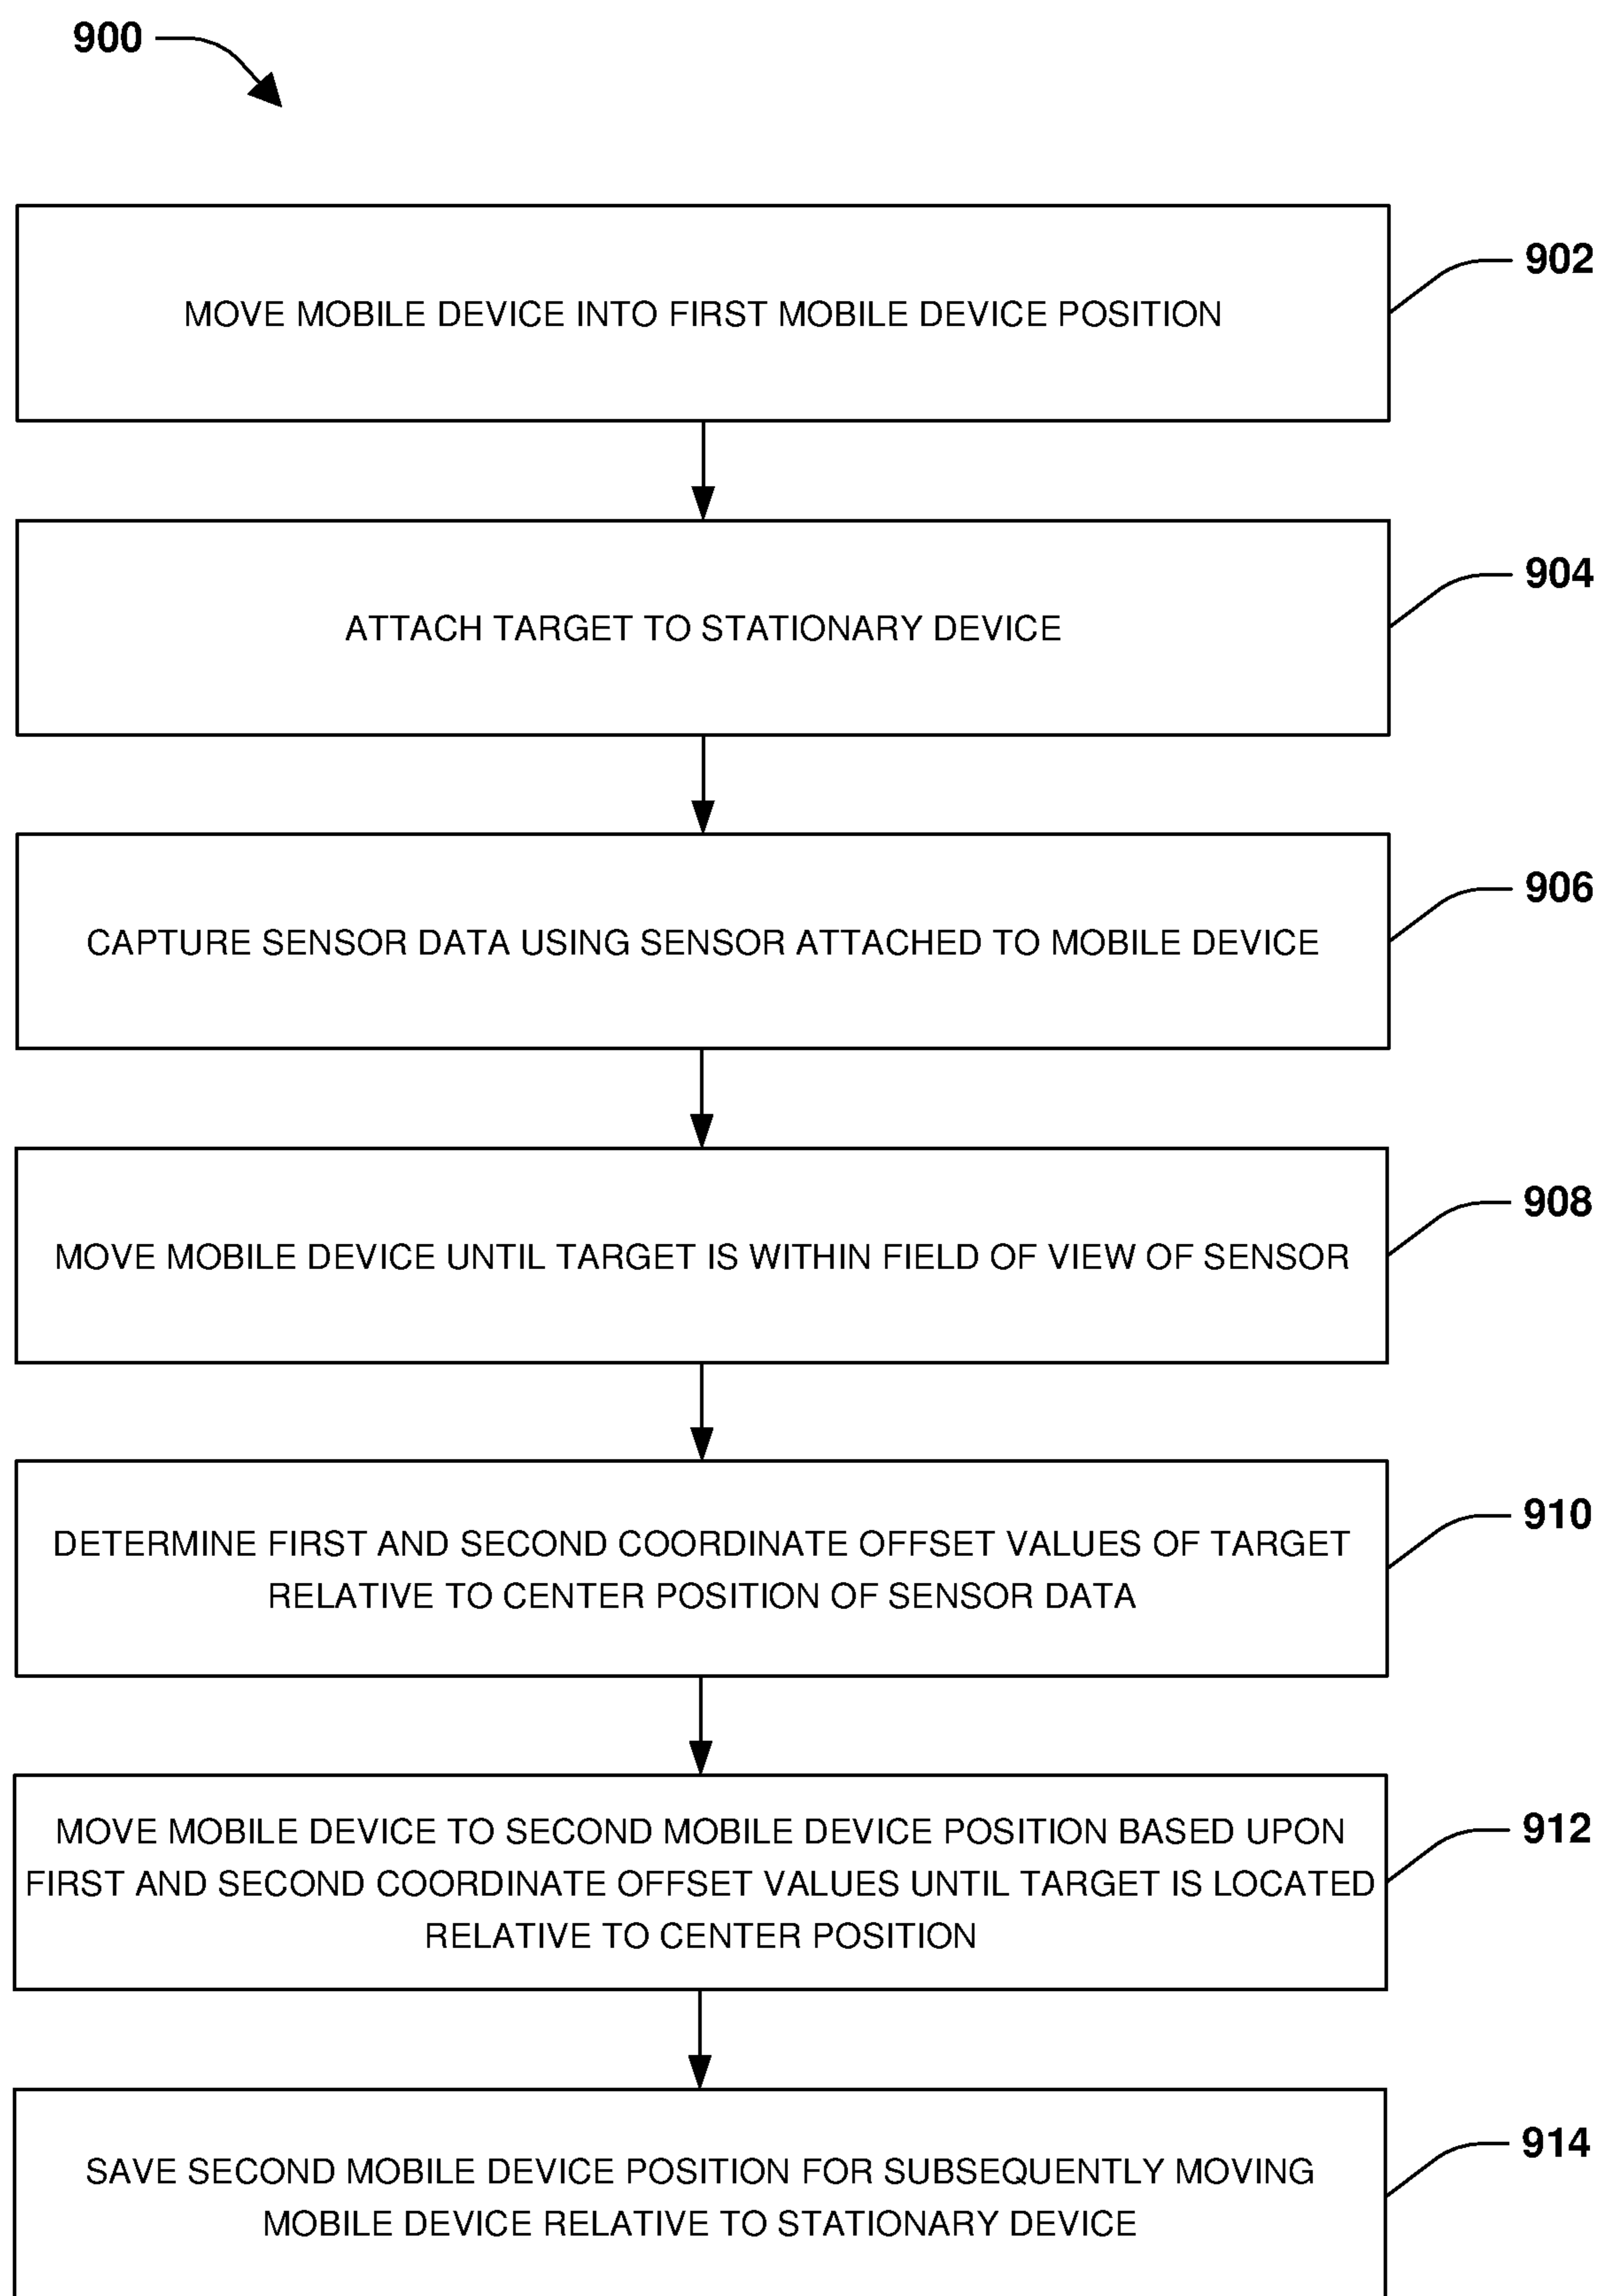 900
MOVE MOBILE DEVICE INTO FIRST MOBILE DEVICE POSITION
902
ATTACH TARGET TO STATIONARY DEVICE
904
CAPTURE SENSOR DATA USING SENSOR ATTACHED TO MOBILE DEVICE
906
MOVE MOBILE DEVICE UNTIL TARGET IS WITHIN FIELD OF VIEW OF SENSOR
908
DETERMINE FIRST AND SECOND COORDINATE OFFSET VALUES OF TARGET
RELATIVE TO CENTER POSITION OF SENSOR DATA
910
MOVE MOBILE DEVICE TO SECOND MOBILE DEVICE POSITION BASED UPON
FIRST AND SECOND COORDINATE OFFSET VALUES UNTIL TARGET IS LOCATED
RELATIVE TO CENTER POSITION
912
SAVE SECOND MOBILE DEVICE POSITION FOR SUBSEQUENTLY MOVING
MOBILE DEVICE RELATIVE TO STATIONARY DEVICE
914